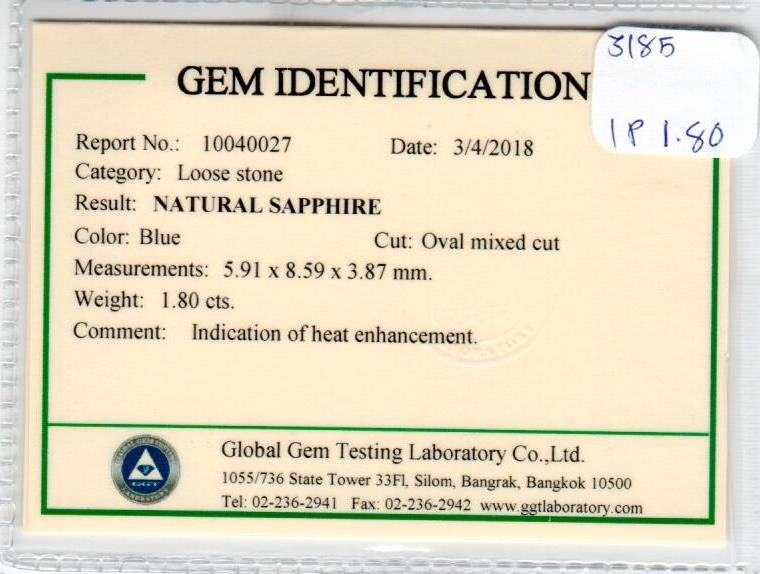 3185
1P 1.80
GEM IDENTIFICATION
Report No.: 10040027 Date: 3/4/2018
Category: Loose stone
Result: NATURAL SAPPHIRE
Color: Blue Cut: Oval mixed cut
Measurements: 5.91 x 8.59 x 3.87 mm.
Weight: 1.80 cts.
Comment: Indication of heat enhancement.
GGT
LABORATORY
Global Gem Testing Laboratory Co.,Ltd.
1055/736 State Tower 33Fl, Silom, Bangrak, Bangkok 10500
Tel: 02-236-2941 Fax: 02-236-2942 www.ggtlaboratory.com